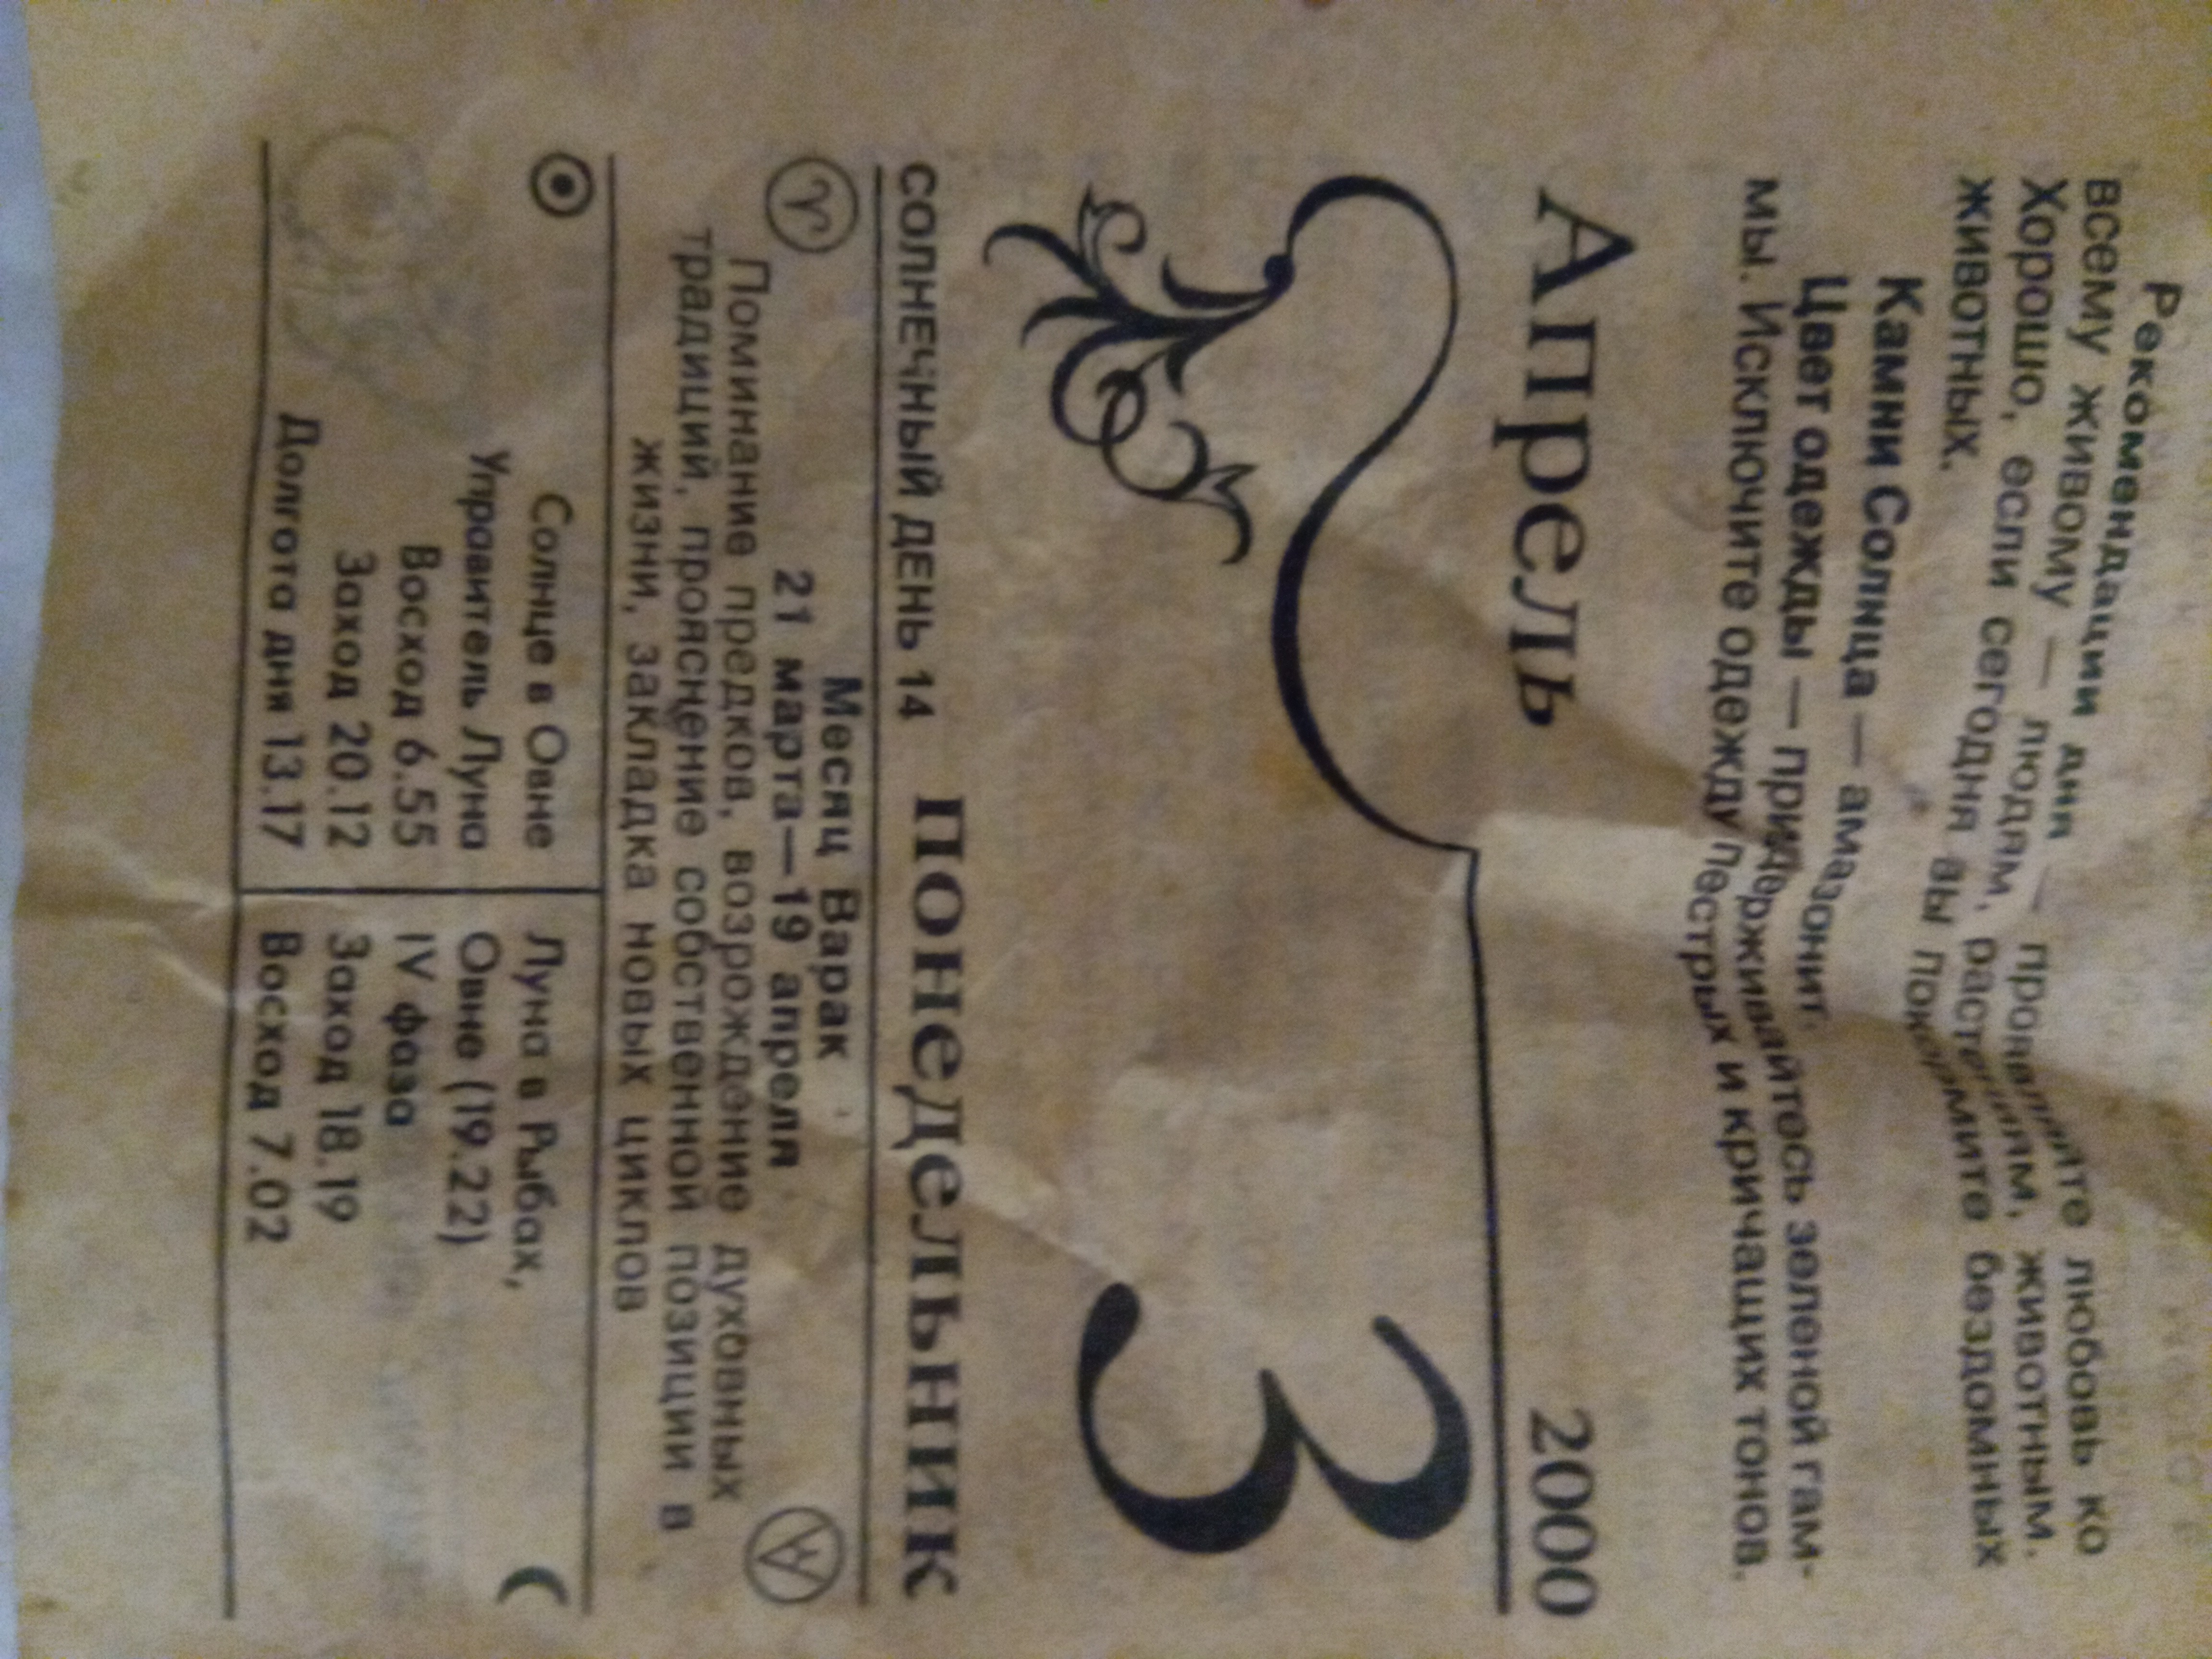 Рекомендации дня — проявляйте любовь ко
всему живому — людям, растениям, животным.
Хорошо, если сегодня вы покормите бездомных
животных.
Камни Солнца — амазонит.
Цвет одежды — придерживайтесь зеленой гам-
мы. Исключите одежду пестрых и кричащих тонов.
Апрель 2000
3
СОЛНЕЧНЫЙ ДЕНЬ 14 ПОНЕДЕЛЬНИК
Месяц Варак
21 марта—19 апреля
Поминание предков, возрождение духовных
традиций, прояснение собственной позиции в
жизни, закладка новых циклов
Солнце в Овне
Управитель Луна
Восход 6.55
Заход 20.12
Долгота дня 13.17
Луна в Рыбах,
Овне (19.22)
IV фаза
Заход 18.19
Восход 7.02